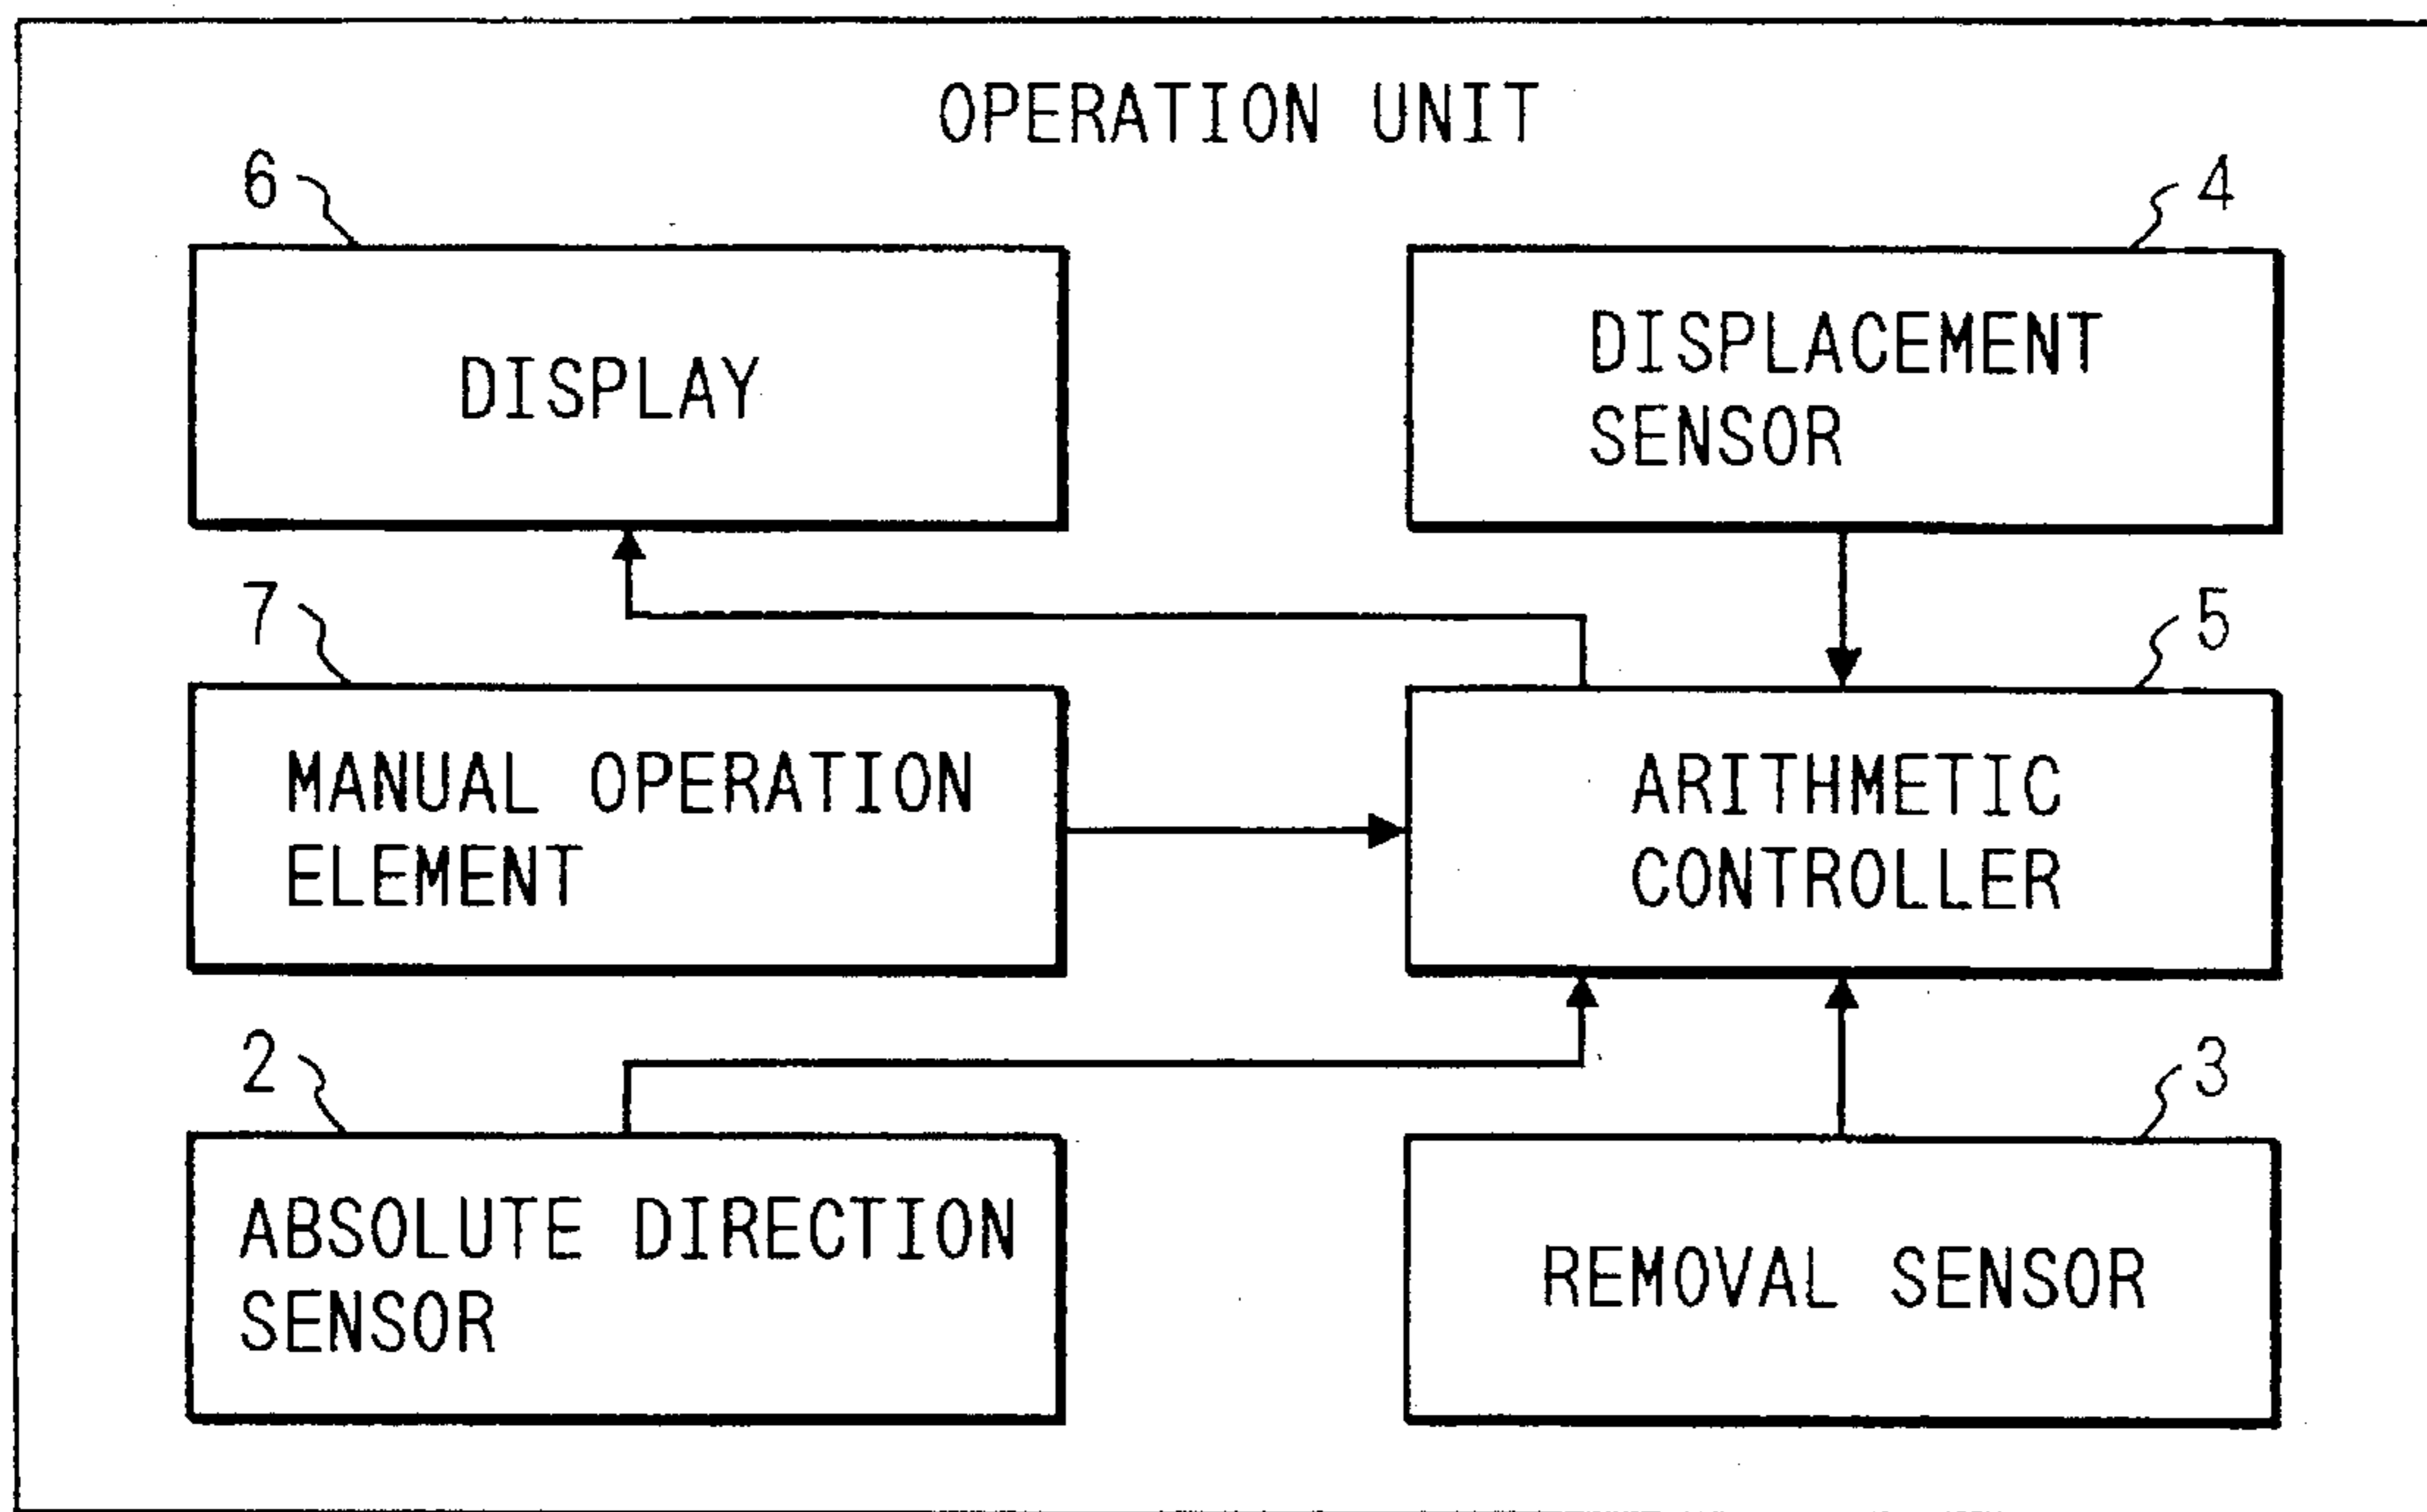 OPERATION UNIT
6
4
DISPLAY
DISPLACEMENT
SENSOR
7
5
MANUAL OPERATION
ELEMENT
ARITHMETIC
CONTROLLER
2
3
ABSOLUTE DIRECTION
SENSOR
REMOVAL SENSOR